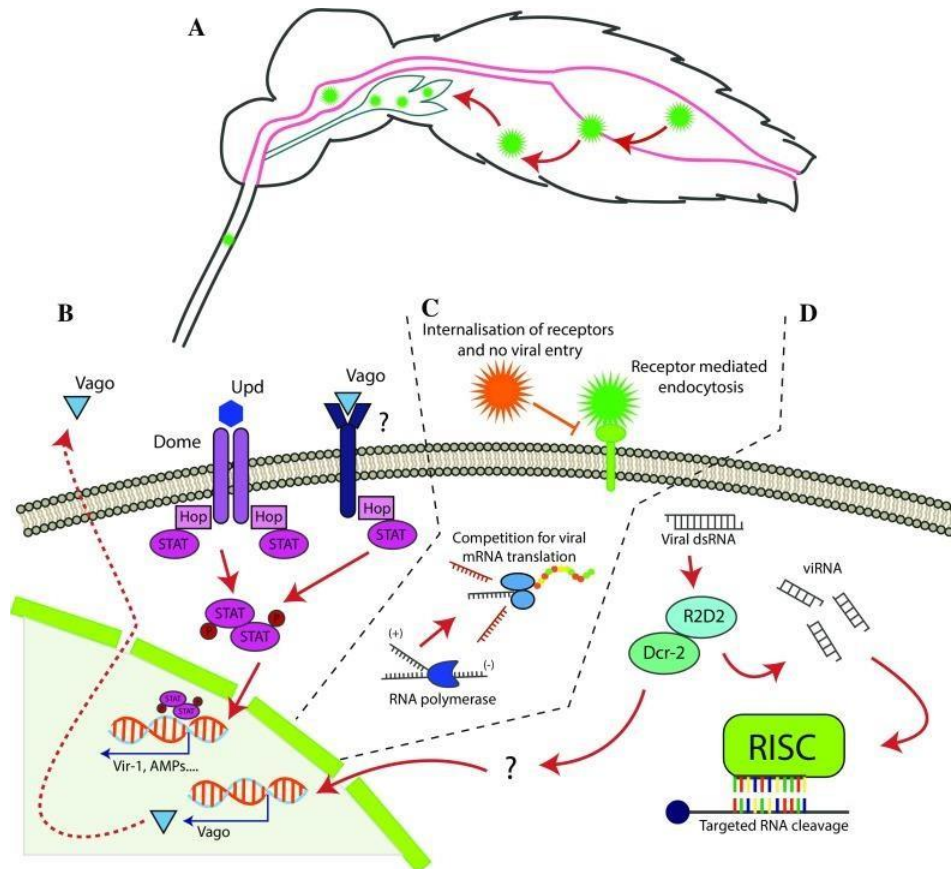 A
B
C
D
Internalisation of receptors
and no viral entry
Receptor mediated
endocytosis
Vago
Upd
Vago
?
Dome
Hop
Hop
Hop
STAT
STAT
STAT
Competition for viral
mRNA translation
(+)
(-)
RNA polymerase
Viral dsRNA
viRNA
R2D2
Dcr-2
STAT
STAT
P
P
STAT
STAT
Vir-1, AMPs....
Vago
?
RISC
Targeted RNA cleavage